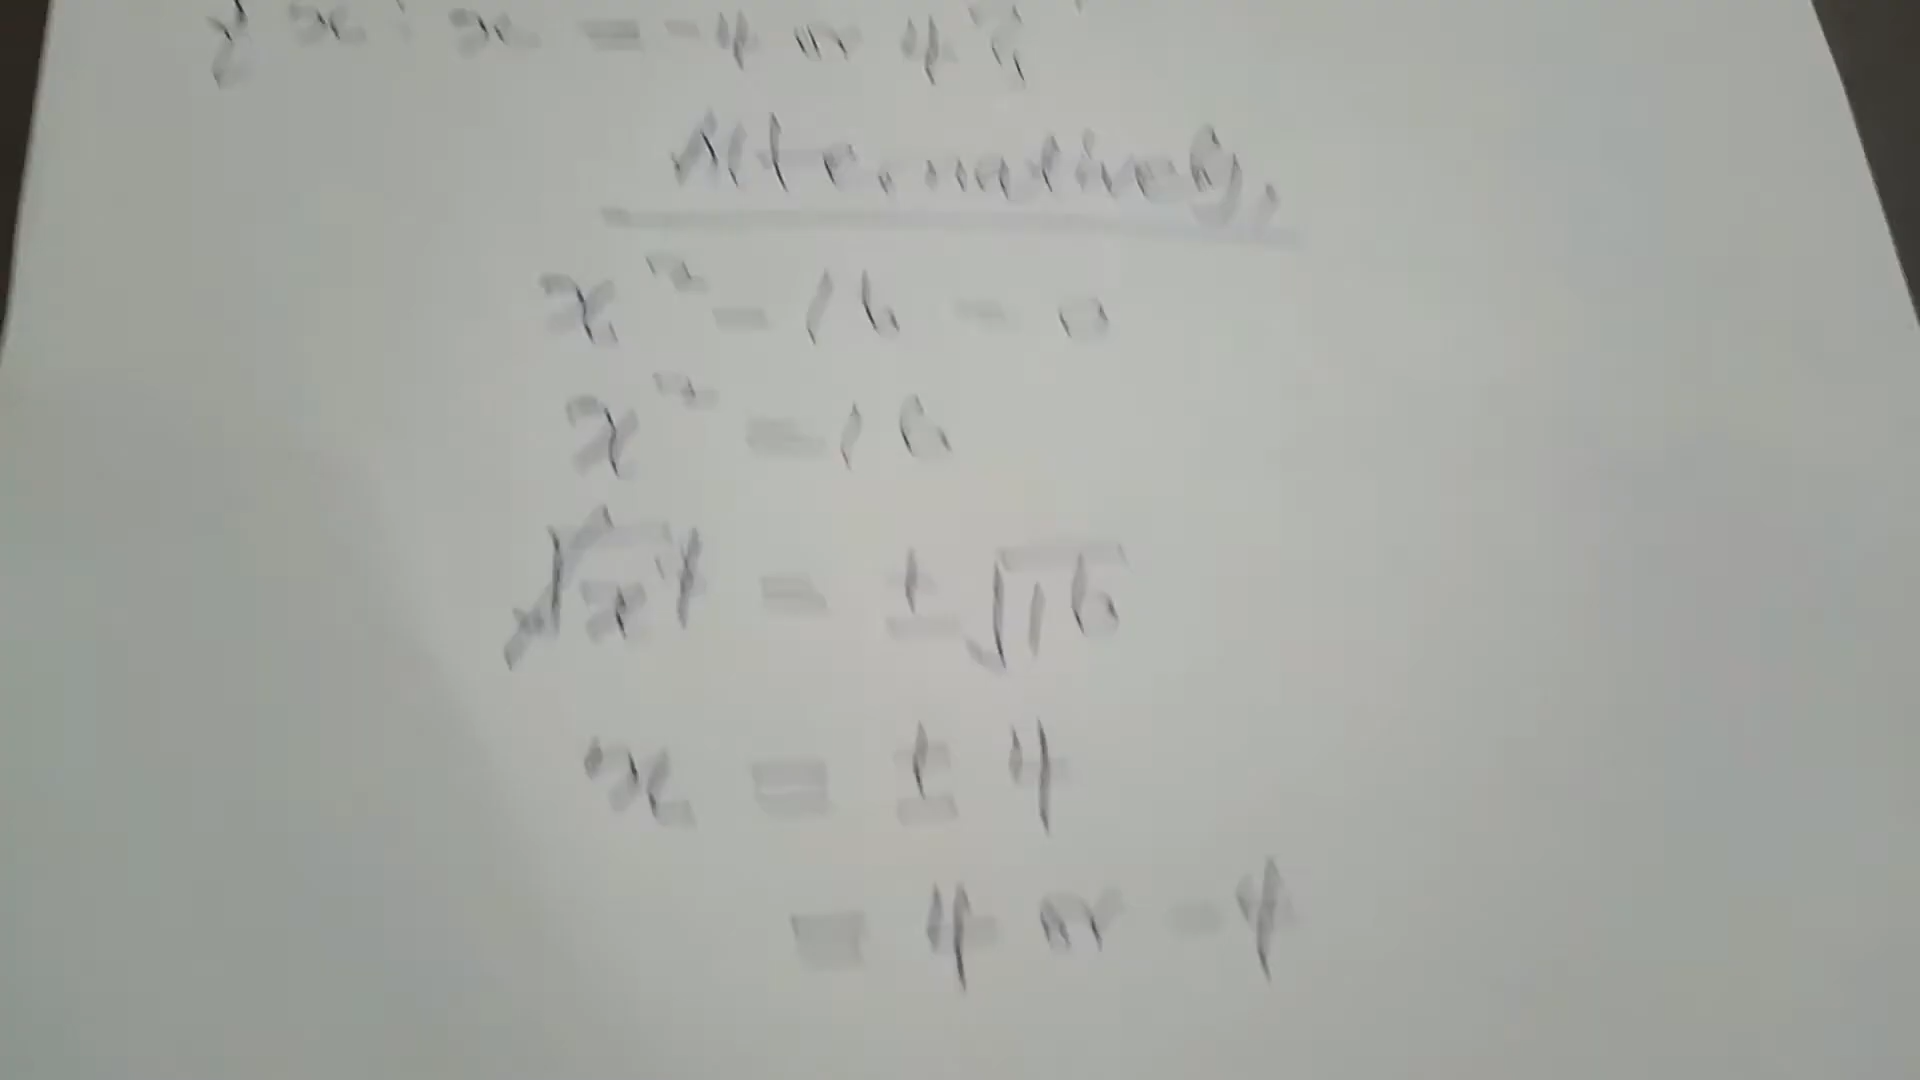 {x : x = -4 or 4}
Alternatively,
x² - 16 = 0
x² = 16
√x² = ±√16
x = ± 4
= 4 or -4